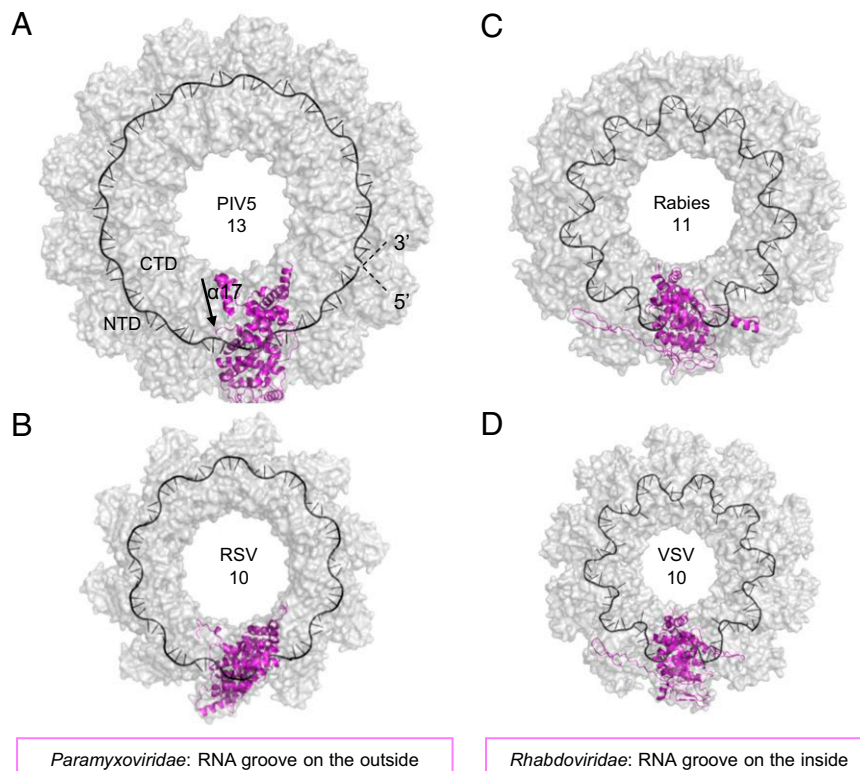 A
PIV5
13
CTD
α17
NTD
3’
5’
B
RSV
10
Paramyxoviridae: RNA groove on the outside
C
Rabies
11
D
VSV
10
Rhabdoviridae: RNA groove on the inside